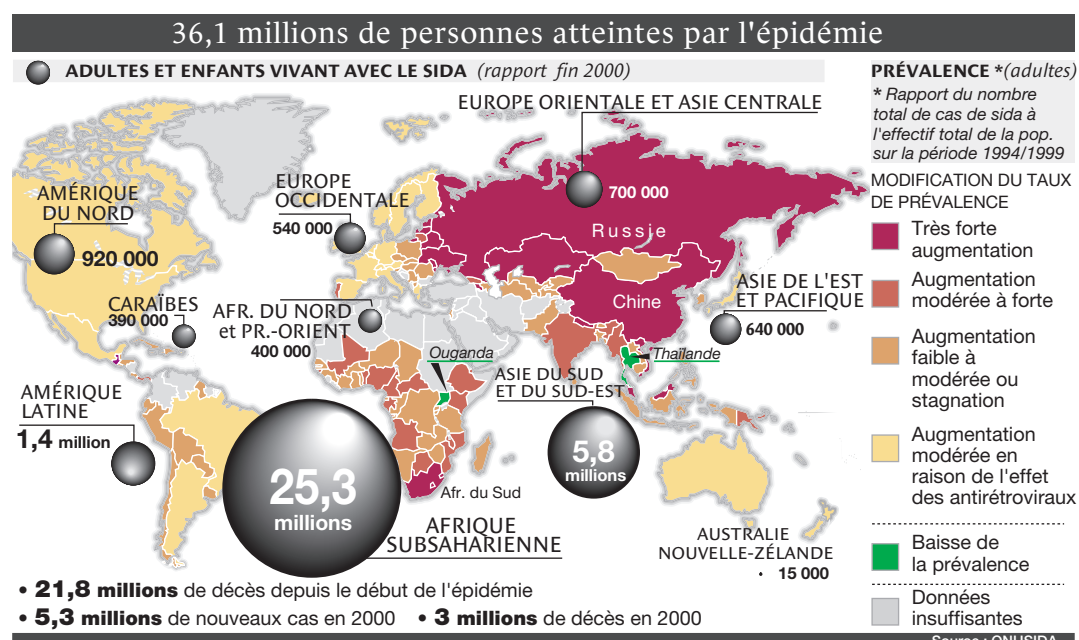 36,1 millions de personnes atteintes par l'épidémie
ADULTES ET ENFANTS VIVANT AVEC LE SIDA (rapport fin 2000)
EUROPE ORIENTALE ET ASIE CENTRALE
700 000
Russie
AMÉRIQUE
DU NORD
920 000
EUROPE
OCCIDENTALE
540 000
Chine
ASIE DE L'EST
ET PACIFIQUE
640 000
CARAÏBES
390 000
AFR. DU NORD
et PR.-ORIENT
400 000
Ouganda
Thaïlande
ASIE DU SUD
ET DU SUD-EST
5,8
millions
AMÉRIQUE
LATINE
1,4 million
25,3
millions
Afr. du Sud
AFRIQUE
SUBSAHARIENNE
AUSTRALIE
NOUVELLE-ZÉLANDE
15 000
• 21,8 millions de décès depuis le début de l'épidémie
• 5,3 millions de nouveaux cas en 2000 • 3 millions de décès en 2000
PRÉVALENCE *(adultes)
* Rapport du nombre
total de cas de sida à
l'effectif total de la pop.
sur la période 1994/1999
MODIFICATION DU TAUX
DE PRÉVALENCE
Très forte
augmentation
Augmentation
modérée à forte
Augmentation
faible à
modérée ou
stagnation
Augmentation
modérée en
raison de l'effet
des antirétroviraux
Baisse de
la prévalence
Données
insuffisantes
Source : ONUSIDA